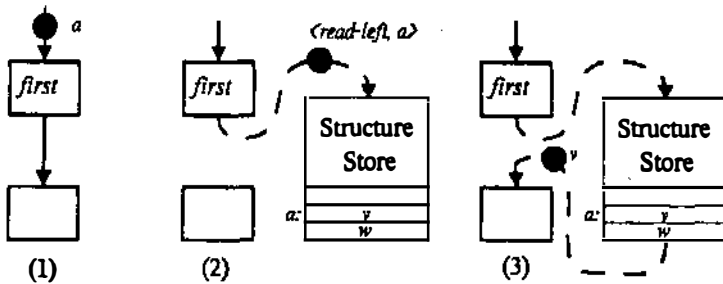 a
first
(1)
<read-left, a>
first
Structure
Store
a:
v
w
(2)
first
v
Structure
Store
a:
v
w
(3)